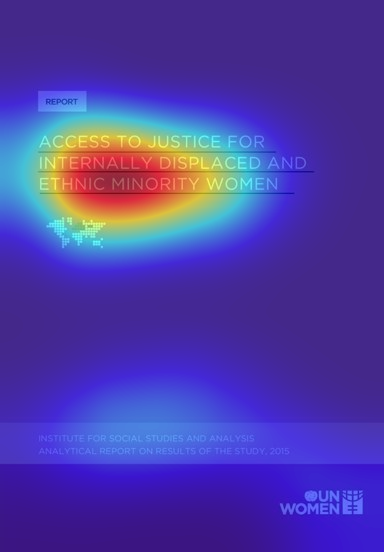 REPORT
ACCESS TO JUSTICE FOR
INTERNALLY DISPLACED AND
ETHNIC MINORITY WOMEN
INSTITUTE FOR SOCIAL STUDIES AND ANALYSIS
ANALYTICAL REPORT ON RESULTS OF THE STUDY, 2015
UN
WOMEN